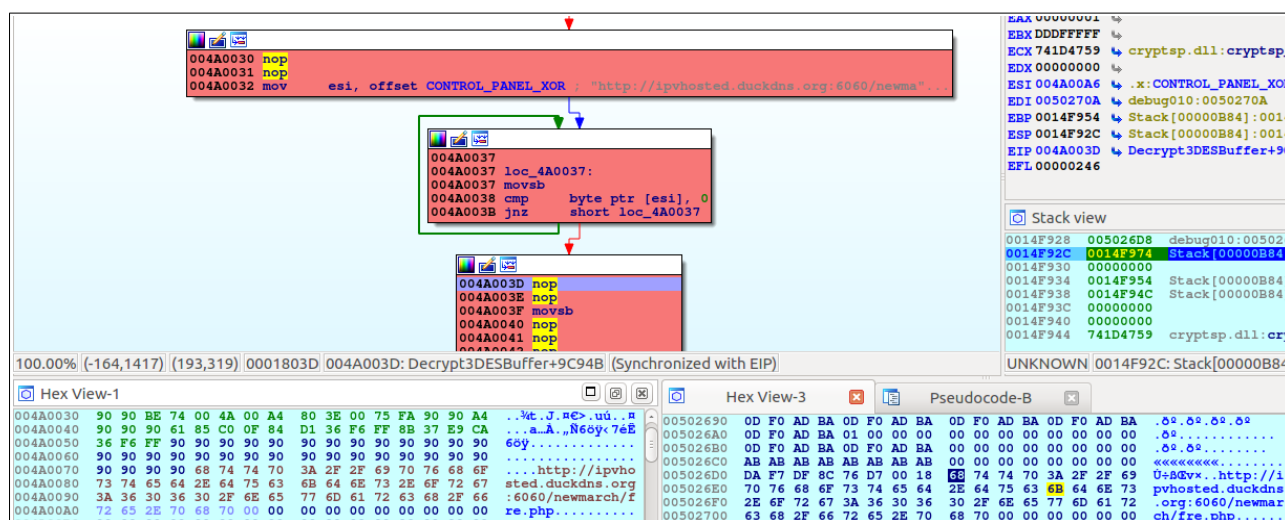 004A0030 nop
004A0031 nop
004A0032 mov esi, offset CONTROL_PANEL_XOR ; "http://ipvhosted.duckdns.org:6060/newma"...
004A0037
004A0037 loc_4A0037:
004A0037 movsb
004A0038 cmp byte ptr [esi], 0
004A003B jnz short loc_4A0037
004A003D nop
004A003E nop
004A003F movsb
004A0040 nop
004A0041 nop
100.00% (-164,1417) (193,319) 0001803D 004A003D: Decrypt3DESBuffer+9C94B (Synchronized with EIP)
EAX 00000001
EBX DDDFFFFF
ECX 741D4759 cryptsp.dll:cryptsp
EDX 00000000
ESI 004A00A6 .x:CONTROL_PANEL_XO
EDI 0050270A debug010:0050270A
EBP 0014F954 Stack[00000B84]:001
ESP 0014F92C Stack[00000B84]:001
EIP 004A003D Decrypt3DESBuffer+9
EFL 00000246
Stack view
0014F928 005026D8 debug010:00502
0014F92C 0014F974 Stack[00000B84
0014F930 00000000
0014F934 0014F954 Stack[00000B84
0014F938 0014F94C Stack[00000B84
0014F93C 00000000
0014F940 00000000
0014F944 741D4759 cryptsp.dll:cr
UNKNOWN 0014F92C: Stack[00000B84
Hex View-1
004A0030 90 90 BE 74 00 4A 00 A4 80 3E 00 75 FA 90 90 A4 ..¾t.J.¤€>.uú..¤
004A0040 90 90 90 61 85 C0 0F 84 D1 36 F6 FF 8B 37 E9 CA ...a…À.„Ñ6öÿ‹7éÊ
004A0050 36 F6 FF 90 90 90 90 90 90 90 90 90 90 90 90 90 6öÿ.............
004A0060 90 90 90 90 90 90 90 90 90 90 90 90 90 90 90 90 ................
004A0070 90 90 90 90 68 74 74 70 3A 2F 2F 69 70 76 68 6F ....http://ipvho
004A0080 73 74 65 64 2E 64 75 63 6B 64 6E 73 2E 6F 72 67 sted.duckdns.org
004A0090 3A 36 30 36 30 2F 6E 65 77 6D 61 72 63 68 2F 66 :6060/newmarch/f
004A00A0 72 65 2E 70 68 70 00 00 00 00 00 00 00 00 00 00 re.php..........
Hex View-3
Pseudocode-B
00502690 0D F0 AD BA 0D F0 AD BA 0D F0 AD BA 0D F0 AD BA .ðº.ðº.ðº.ðº
005026A0 0D F0 AD BA 01 00 00 00 00 00 00 00 00 00 00 00 .ðº............
005026B0 00 00 00 00 00 00 00 00 00 00 00 00 0D F0 AD BA .ðº............
005026C0 AB AB AB AB AB AB AB AB 00 00 00 00 00 00 00 00 ««««««««........
005026D0 DA F7 DF 8C 76 D7 00 18 68 74 74 70 3A 2F 2F 69 Ú÷ßŒv×..http://i
005026E0 70 76 68 6F 73 74 65 64 2E 64 75 63 6B 64 6E 73 pvhosted.duckdns
005026F0 2E 6F 72 67 3A 36 30 36 30 2F 6E 65 77 6D 61 72 .org:6060/newmar
00502700 63 68 2F 66 72 65 2E 70 68 70 00 00 00 00 00 00 ch/fre.php......